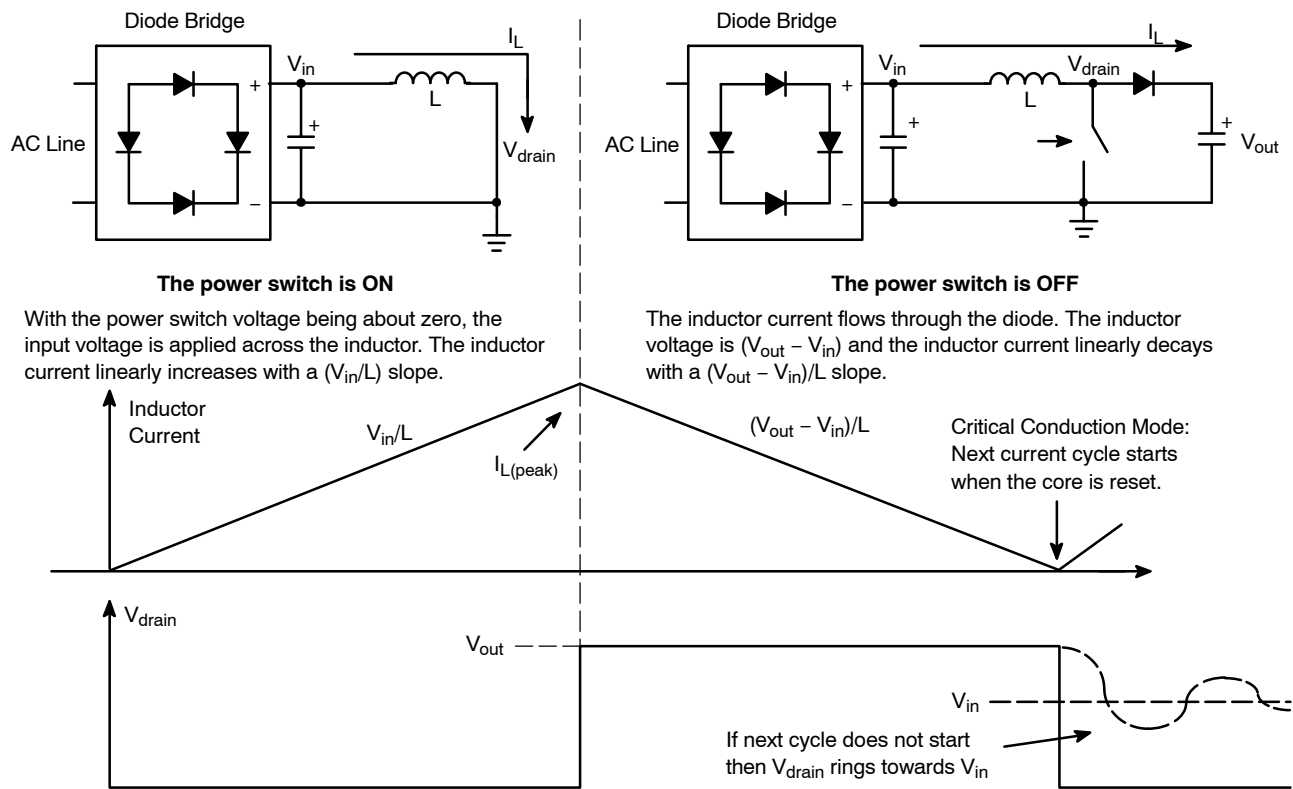 Diode Bridge
AC Line
+
−
V_in
+
I_L
L
V_drain
The power switch is ON
With the power switch voltage being about zero, the
input voltage is applied across the inductor. The inductor
current linearly increases with a (V_in/L) slope.
Diode Bridge
AC Line
+
−
V_in
+
I_L
L
V_drain
+
V_out
The power switch is OFF
The inductor current flows through the diode. The inductor
voltage is (V_out − V_in) and the inductor current linearly decays
with a (V_out − V_in)/L slope.
Inductor
Current
V_in/L
I_L(peak)
(V_out − V_in)/L
Critical Conduction Mode:
Next current cycle starts
when the core is reset.
V_drain
V_out
V_in
If next cycle does not start
then V_drain rings towards V_in